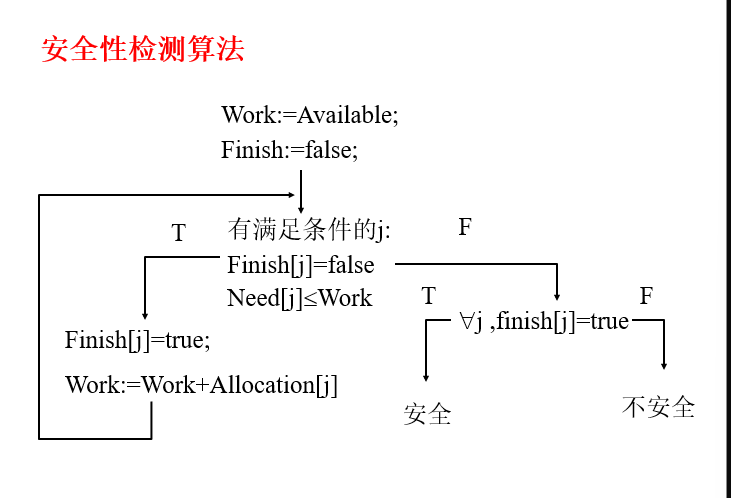 安全性检测算法
Work:=Available;
Finish:=false;
T
有满足条件的j:
F
Finish[j]=false
Need[j]≤Work
T
F
∀j ,finish[j]=true
Finish[j]=true;
Work:=Work+Allocation[j]
安全
不安全